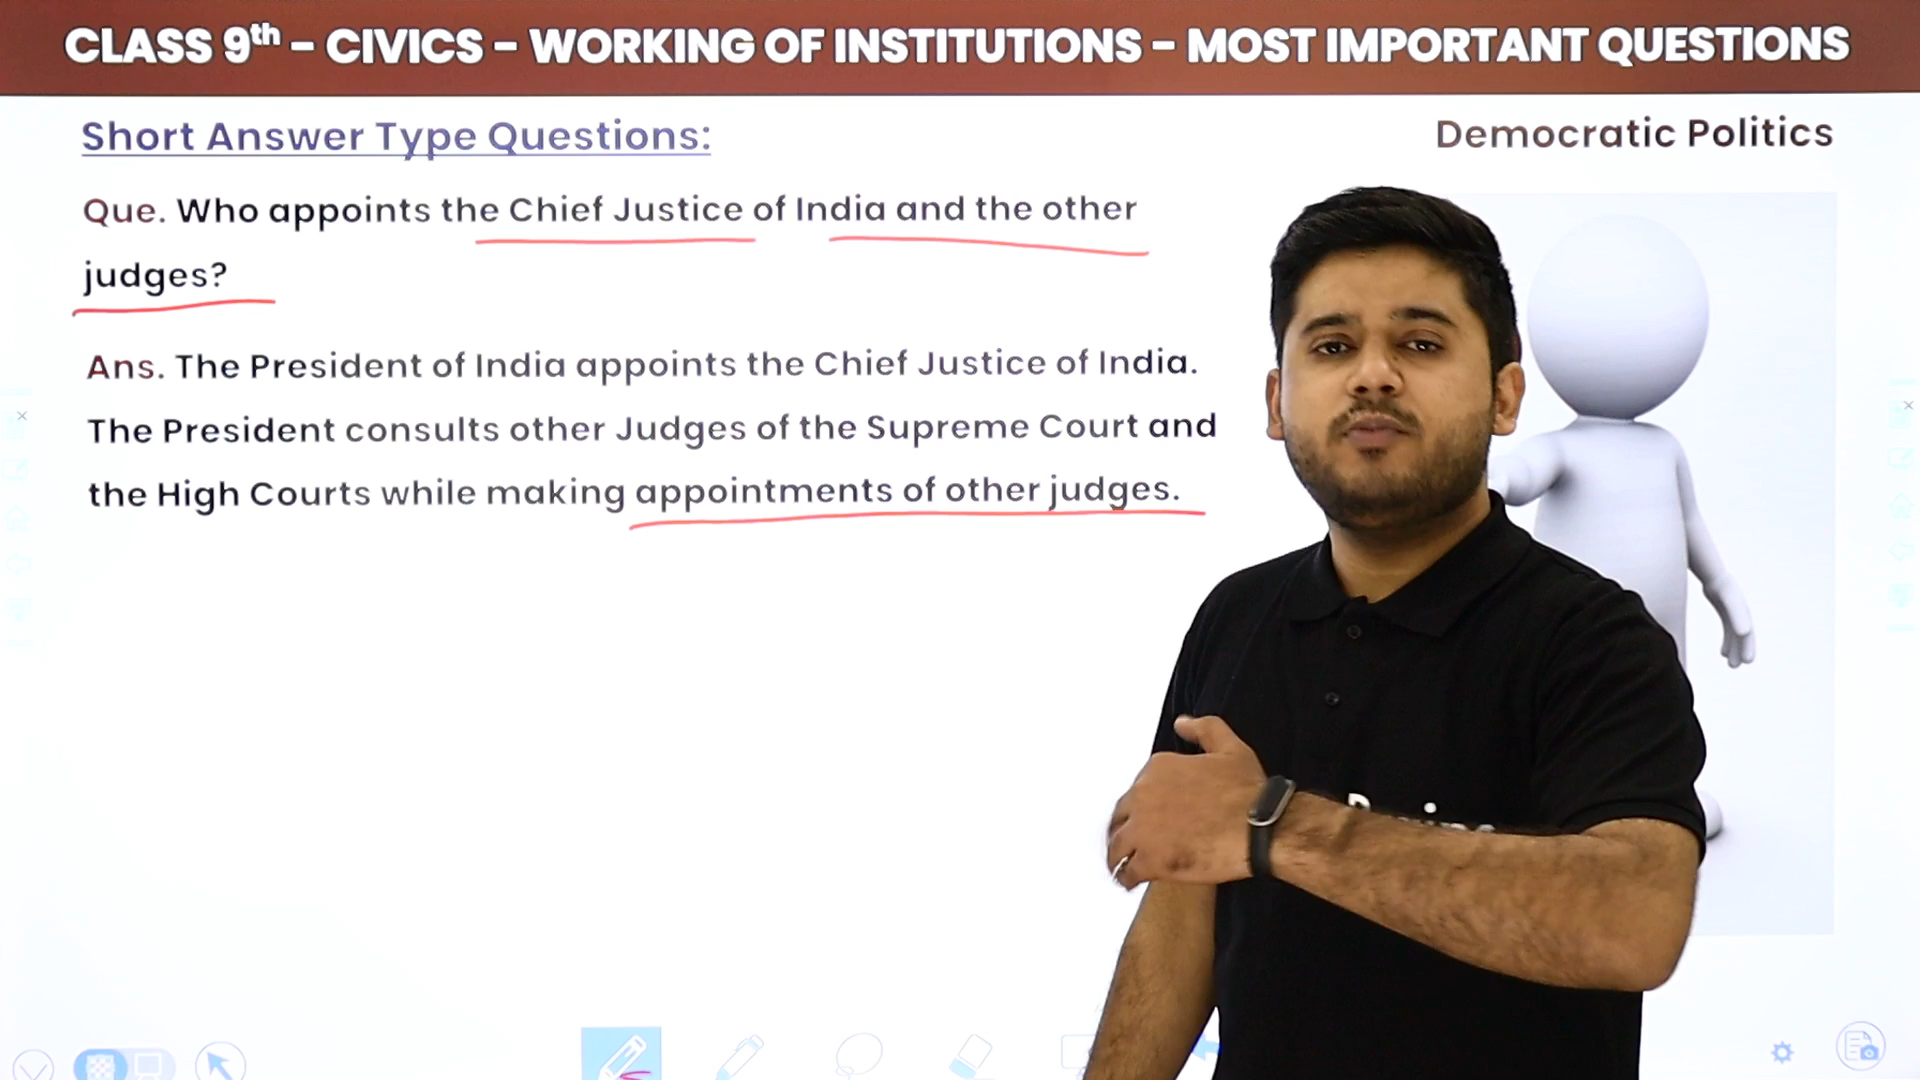 CLASS 9th – CIVICS – WORKING OF INSTITUTIONS – MOST IMPORTANT QUESTIONS
Short Answer Type Questions:
Democratic Politics
Que. Who appoints the Chief Justice of India and the other
judges?
Ans. The President of India appoints the Chief Justice of India.
The President consults other Judges of the Supreme Court and
the High Courts while making appointments of other judges.